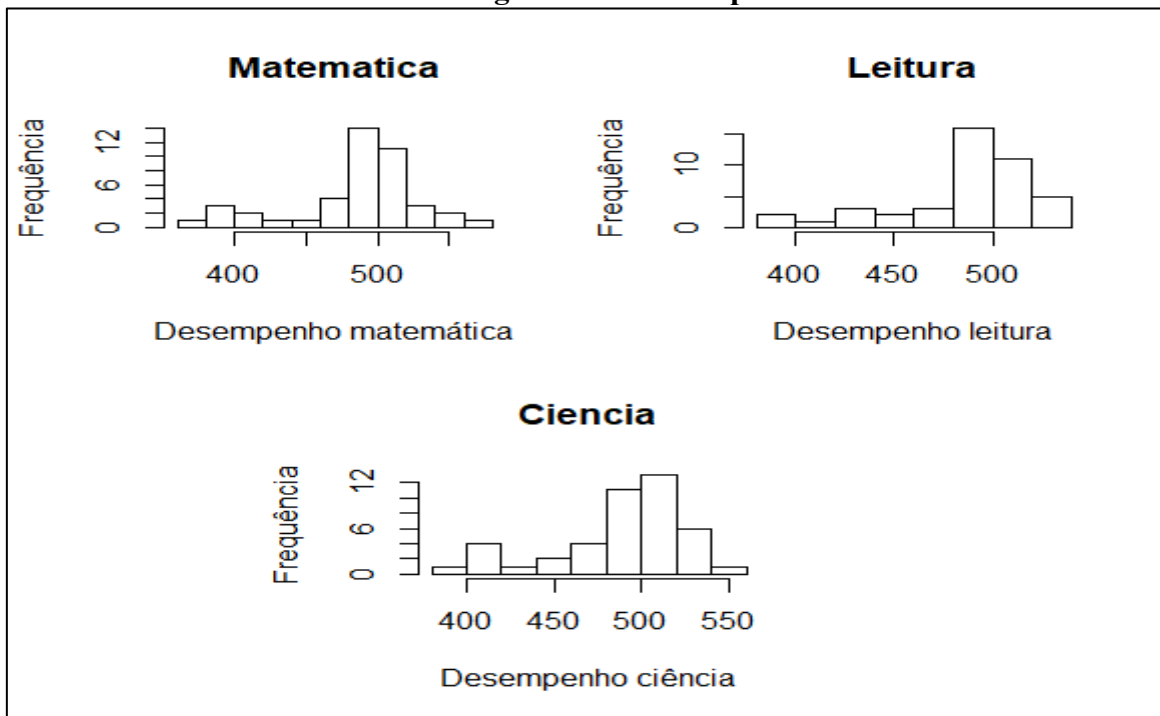 Matematica
Frequência
0 6 12
400 500
Desempenho matemática
Leitura
Frequência
0 10
400 450 500
Desempenho leitura
Ciencia
Frequência
0 6 12
400 450 500 550
Desempenho ciência